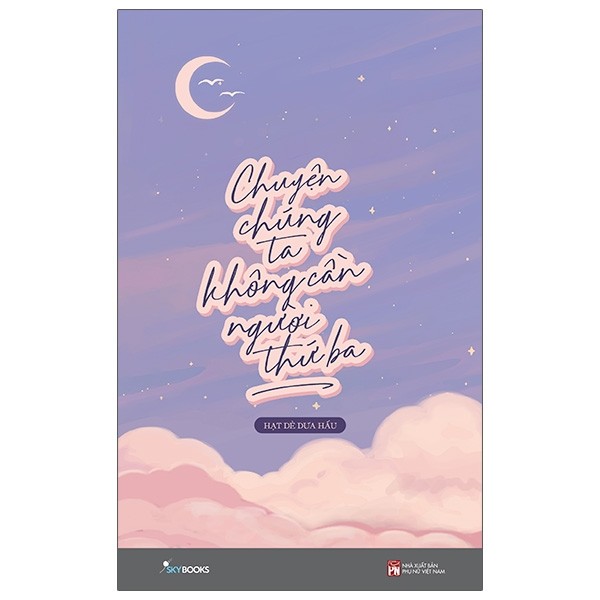 Chuyện
chúng
ta
không cần
người
thứ ba
HẠT DẺ DƯA HẤU
SKYBOOKS
PN
NHÀ XUẤT BẢN
PHỤ NỮ VIỆT NAM